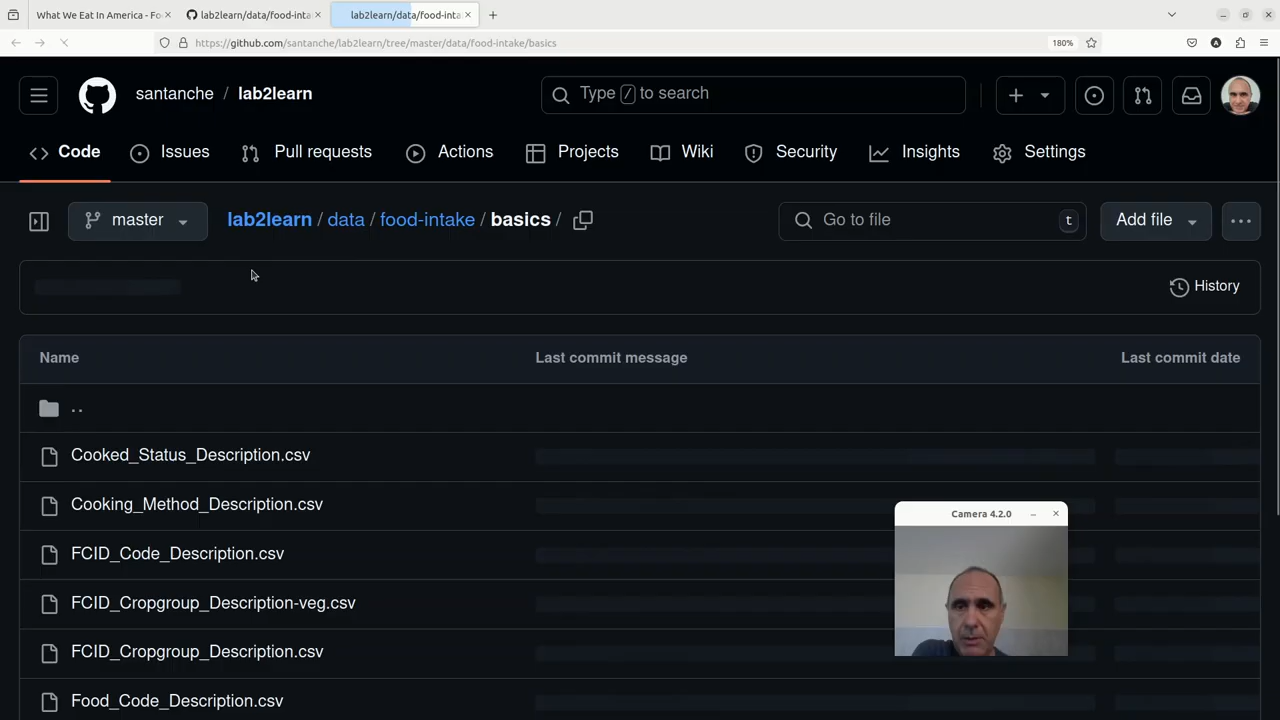 What We Eat In America - Fo
lab2learn/data/food-inta
lab2learn/data/food-inta
https://github.com/santanche/lab2learn/tree/master/data/food-intake/basics
180%
santanche / lab2learn
Type / to search
Code
Issues
Pull requests
Actions
Projects
Wiki
Security
Insights
Settings
master
lab2learn / data / food-intake / basics /
Go to file
t
Add file
History
Name
Last commit message
Last commit date
..
Cooked_Status_Description.csv
Cooking_Method_Description.csv
FCID_Code_Description.csv
FCID_Cropgroup_Description-veg.csv
FCID_Cropgroup_Description.csv
Food_Code_Description.csv
Camera 4.2.0